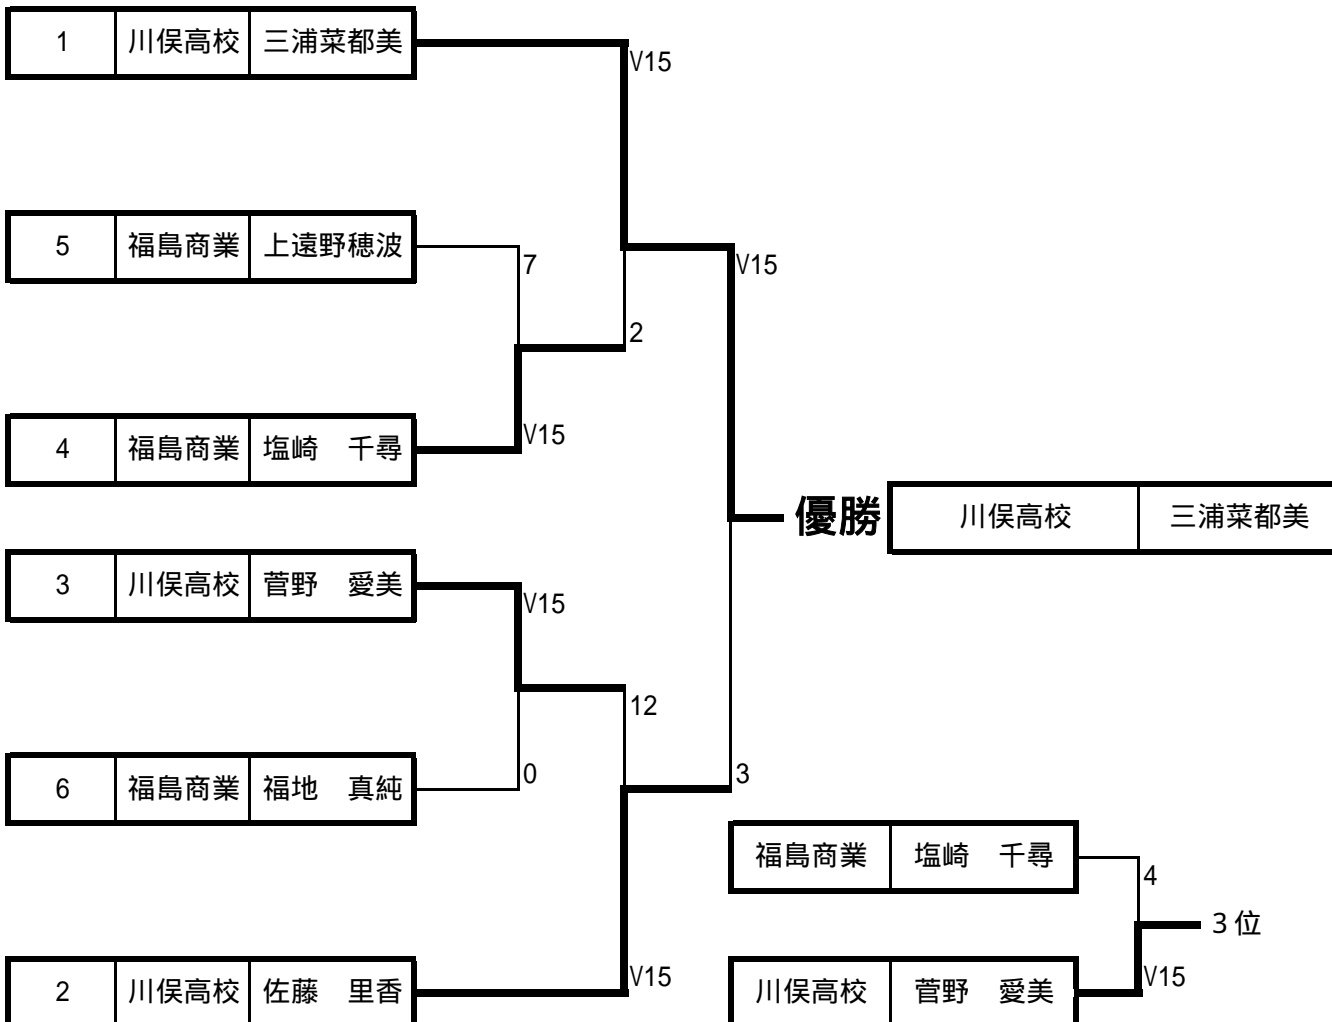 1 川俣高校 三浦菜都美
V15
5 福島商業 上遠野穂波
7
V15
2
4 福島商業 塩崎　千尋
V15
優勝 川俣高校 三浦菜都美
3 川俣高校 菅野　愛美
V15
12
6 福島商業 福地　真純
0
3
福島商業 塩崎　千尋
4
３位
2 川俣高校 佐藤　里香
V15
川俣高校 菅野　愛美
V15